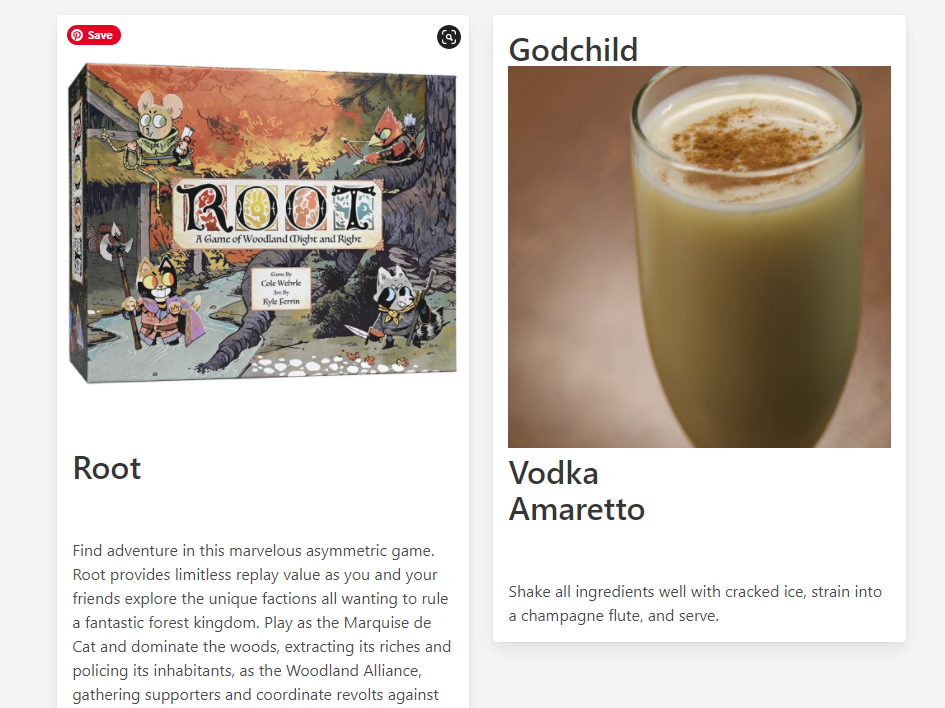 Save
ROOT
A Game of Woodland Might and Right
Game By
Cole Wehrle
Art By
Kyle Ferrin
Root
Find adventure in this marvelous asymmetric game.
Root provides limitless replay value as you and your
friends explore the unique factions all wanting to rule
a fantastic forest kingdom. Play as the Marquise de
Cat and dominate the woods, extracting its riches and
policing its inhabitants, as the Woodland Alliance,
gathering supporters and coordinate revolts against
Godchild
Vodka
Amaretto
Shake all ingredients well with cracked ice, strain into
a champagne flute, and serve.